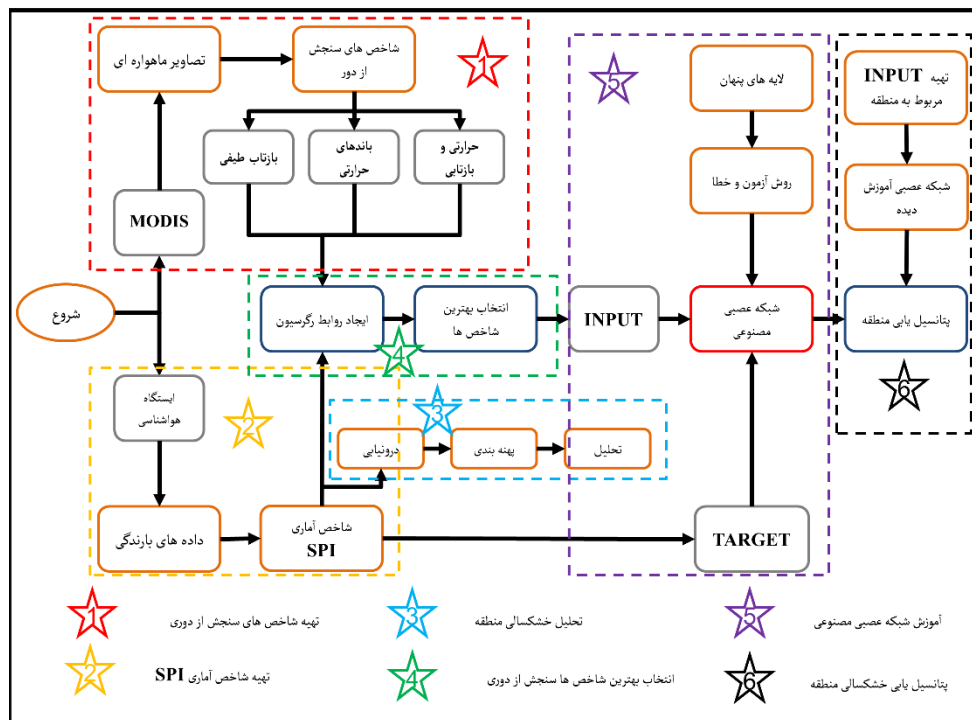 تصاویر ماهواره ای
شاخص های سنجش
از دور
1
5
لایه های پنهان
تهیه INPUT
مربوط به منطقه
بازتاب طیفی
باندهای
حرارتی
حرارتی و
بازتابی
روش آزمون و خطا
شبکه عصبی آموزش
دیده
MODIS
شروع
ایجاد روابط رگرسیون
انتخاب بهترین
شاخص ها
4
INPUT
شبکه عصبی
مصنوعی
پتانسیل یابی منطقه
6
ایستگاه
هواشناسی
2
3
درونیابی
پهنه بندی
تحلیل
داده های بارندگی
شاخص آماری
SPI
TARGET
1
تهیه شاخص های سنجش از دوری
3
تحلیل خشکسالی منطقه
5
آموزش شبکه عصبی مصنوعی
2
تهیه شاخص آماری SPI
4
انتخاب بهترین شاخص ها سنجش از دوری
6
پتانسیل یابی خشکسالی منطقه